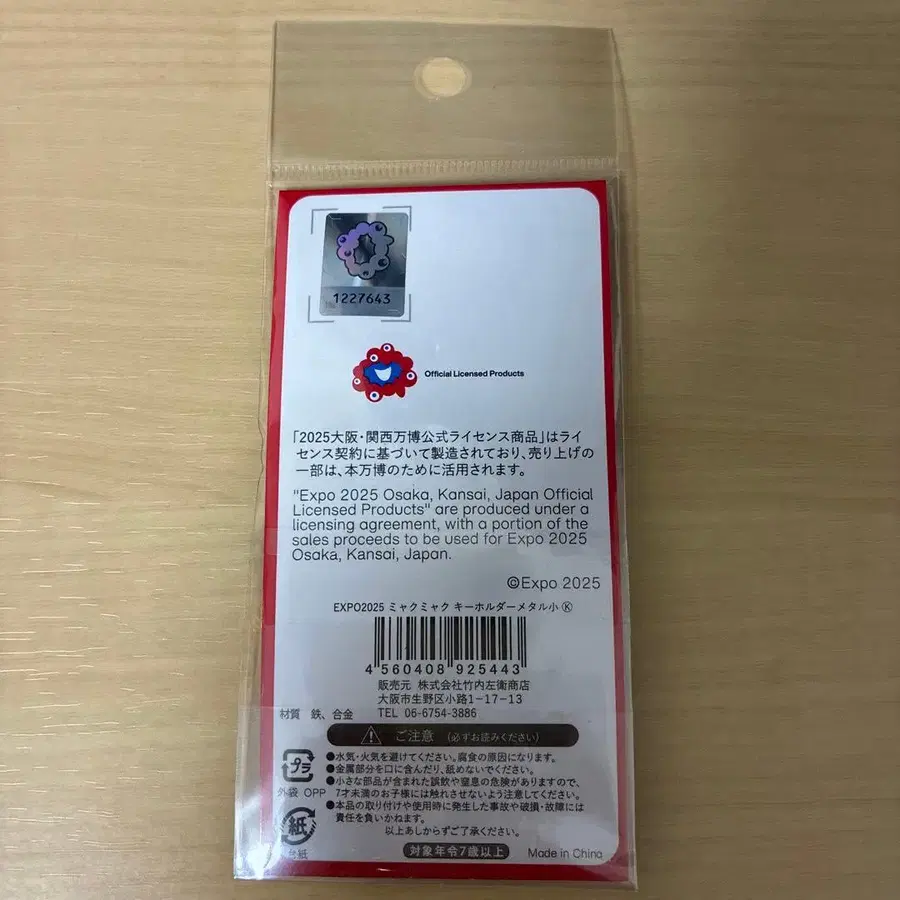 1227643
Official Licensed Products
「2025大阪・関西万博公式ライセンス商品」はライ
センス契約に基づいて製造されており、売り上げの
一部は、本万博のために活用されます。
"Expo 2025 Osaka, Kansai, Japan Official
Licensed Products" are produced under a
licensing agreement, with a portion of the
sales proceeds to be used for Expo 2025
Osaka, Kansai, Japan.
©Expo 2025
EXPO2025 ミャクミャク キーホルダーメタル小 Ⓚ
4 560408 925443
販売元 株式会社竹内左衛商店
大阪市生野区小路1-17-13
TEL 06-6754-3886
材質 鉄、合金
⚠ ご注意 (必ずお読みください)
●水気・火気を避けてください。腐食の原因になります。
●金属部分を口に含んだり、舐めないでください。
●小さな部品が含まれた誤飲や窒息の危険がありますので、
7才未満のお子様には触れさせないよう注意してください。
●本品の取り付けや使用時に発生した事故や破損・故障には
責任を負いかねます。
以上あしからずご了承ください。
プラ
外袋 OPP
紙
台紙
対象年令7歳以上
Made in China